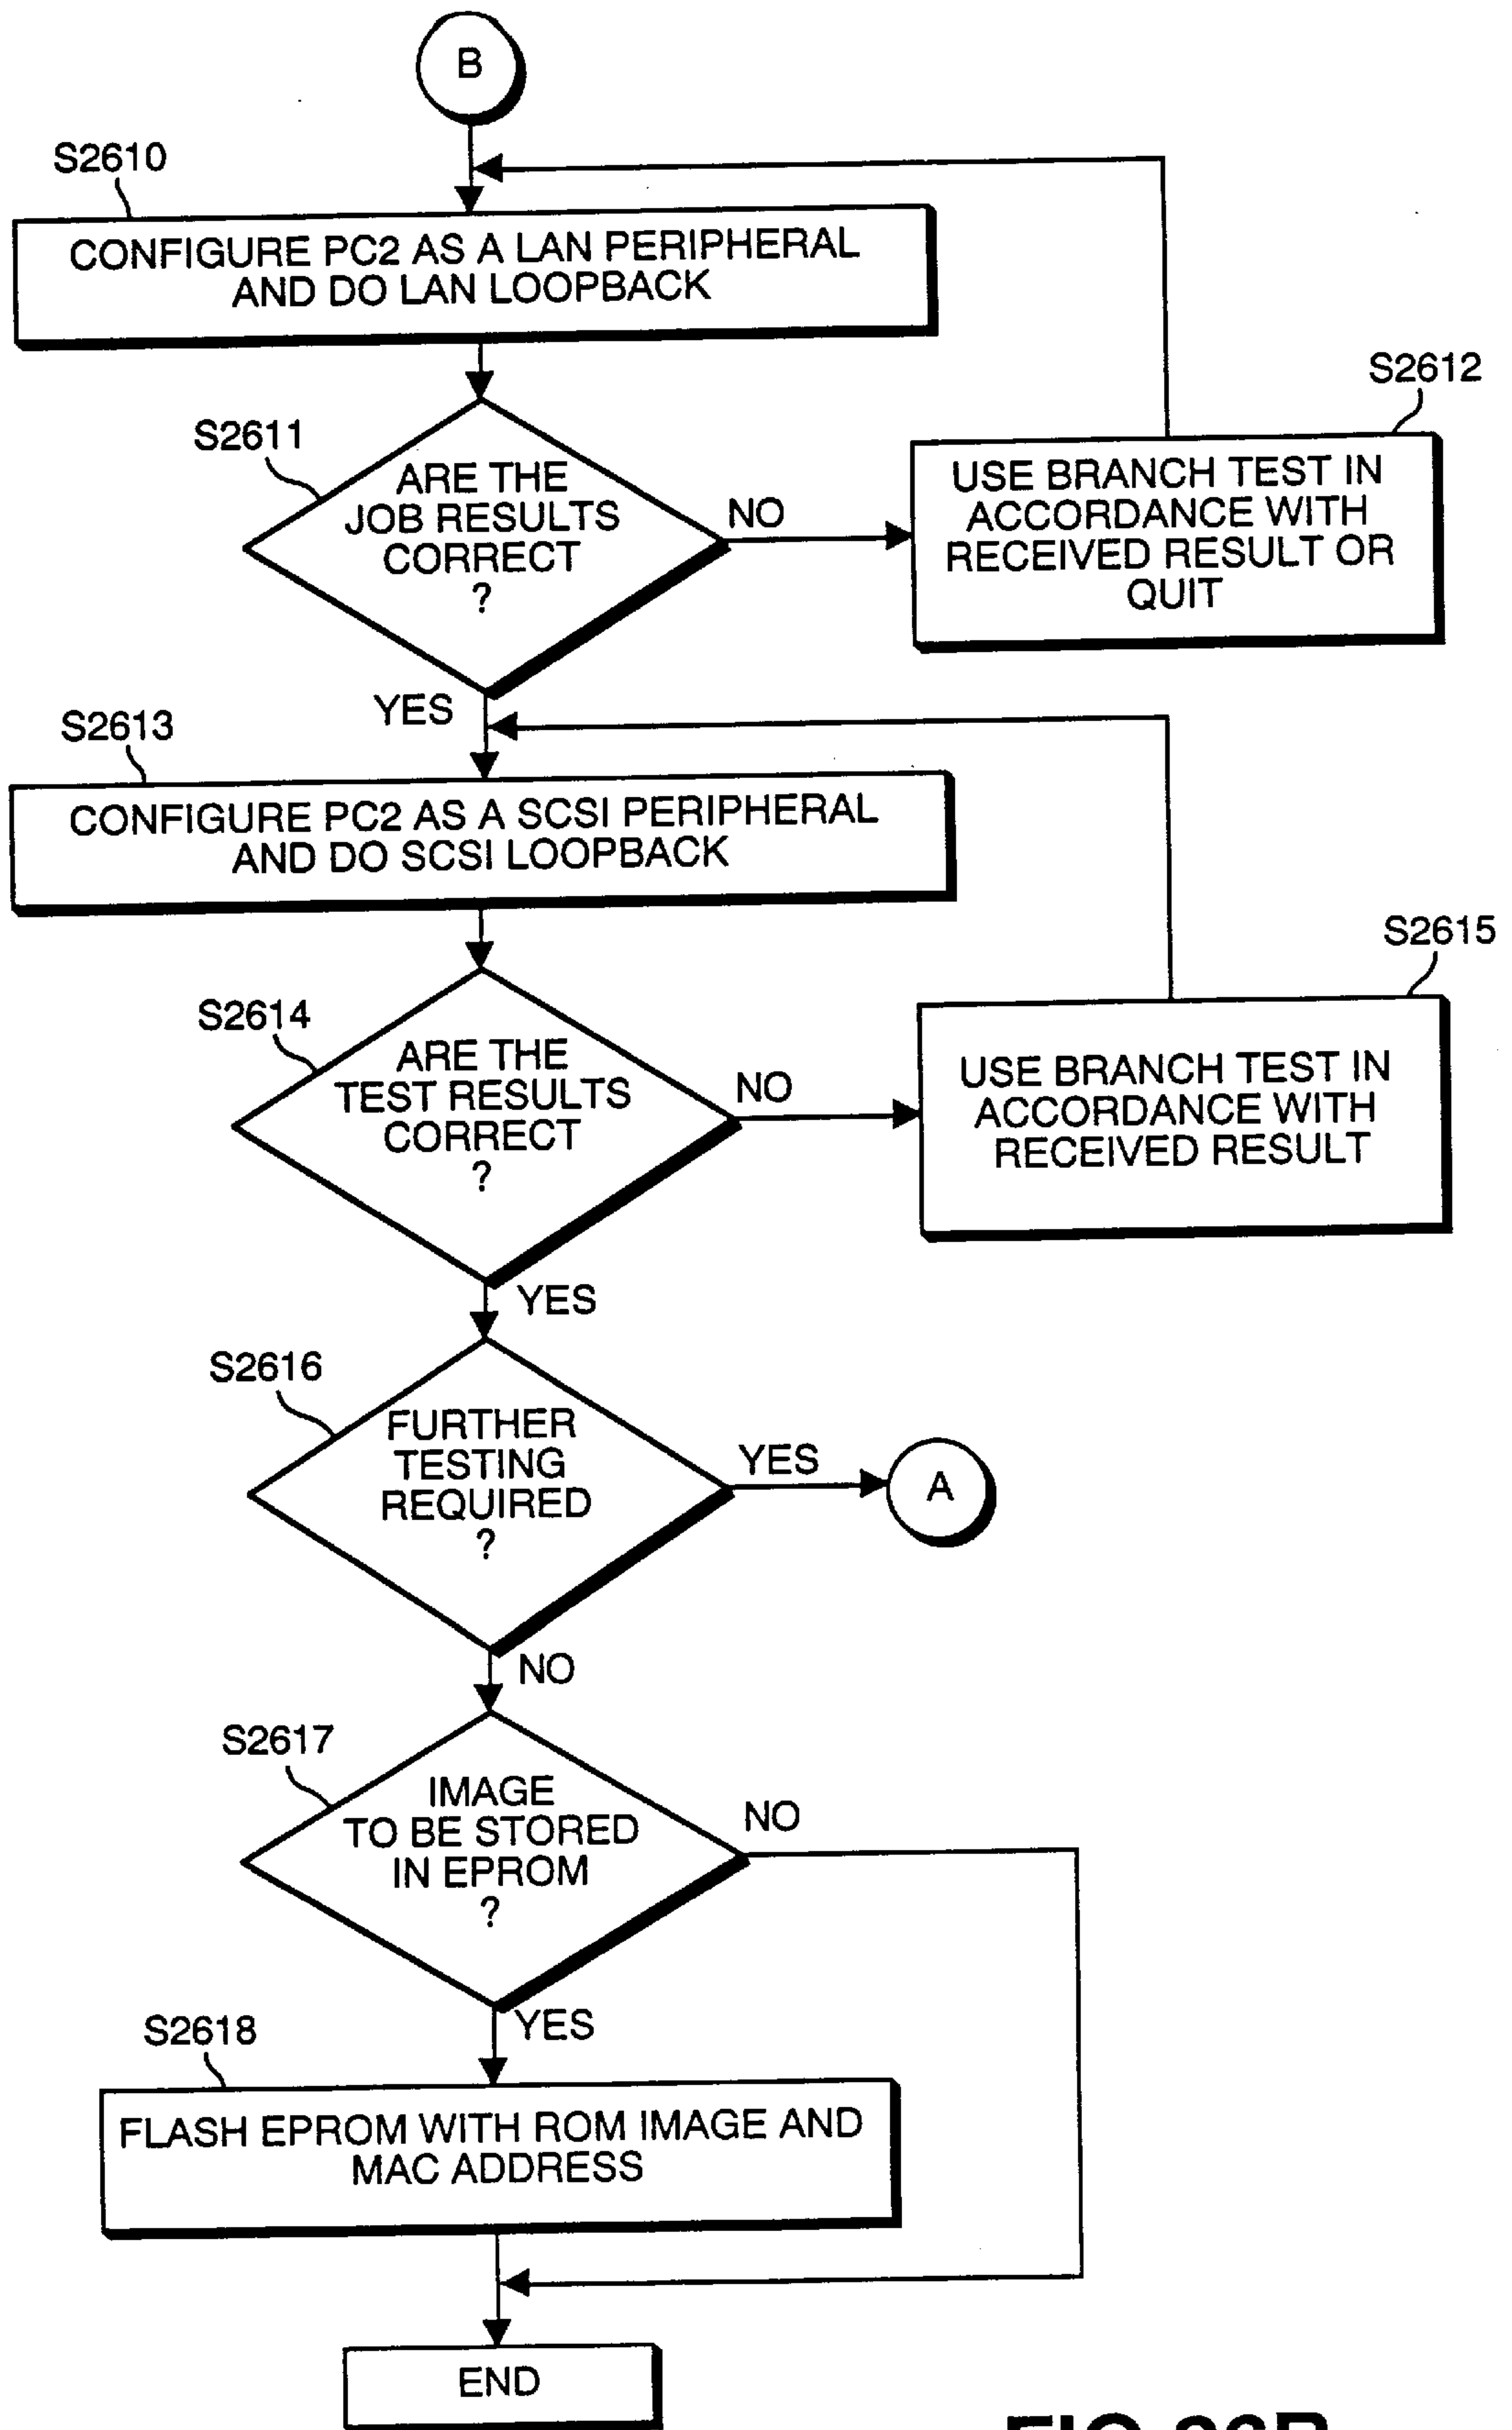 B
S2610
CONFIGURE PC2 AS A LAN PERIPHERAL
AND DO LAN LOOPBACK
S2611
ARE THE
JOB RESULTS
CORRECT
?
NO
S2612
USE BRANCH TEST IN
ACCORDANCE WITH
RECEIVED RESULT OR
QUIT
YES
S2613
CONFIGURE PC2 AS A SCSI PERIPHERAL
AND DO SCSI LOOPBACK
S2614
ARE THE
TEST RESULTS
CORRECT
?
NO
S2615
USE BRANCH TEST IN
ACCORDANCE WITH
RECEIVED RESULT
YES
S2616
FURTHER
TESTING
REQUIRED
?
YES
A
NO
S2617
IMAGE
TO BE STORED
IN EPROM
?
NO
YES
S2618
FLASH EPROM WITH ROM IMAGE AND
MAC ADDRESS
END